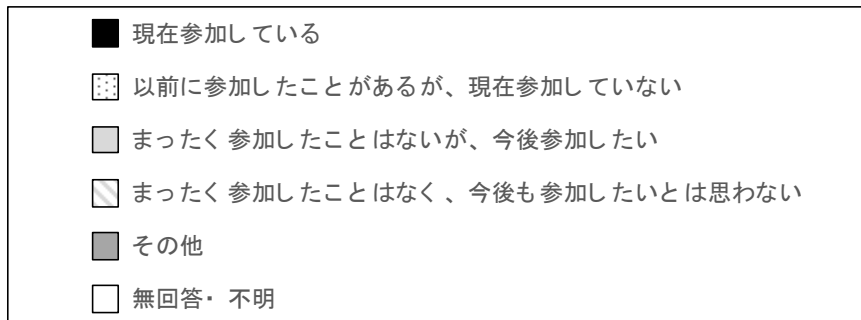 現在参加している
以前に参加したことがあるが、現在参加していない
まったく参加したことはないが、今後参加したい
まったく参加したことはなく、今後も参加したいとは思わない
その他
無回答・不明